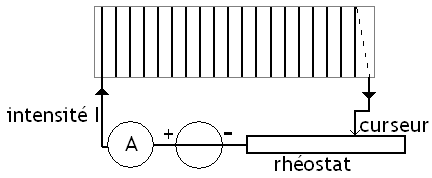 intensité I
curseur
A
+
-
rhéostat